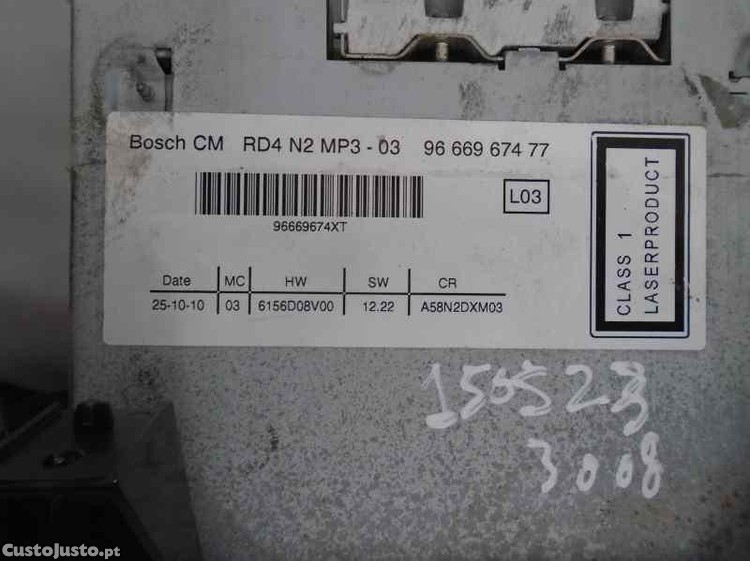 Bosch CM RD4 N2 MP3 - 03 96 669 674 77
L03
96669674XT
Date MC HW SW CR
25-10-10 03 6156D08V00 12.22 A58N2DXM03
CLASS 1
LASERPRODUCT
3008
CustoJusto.pt